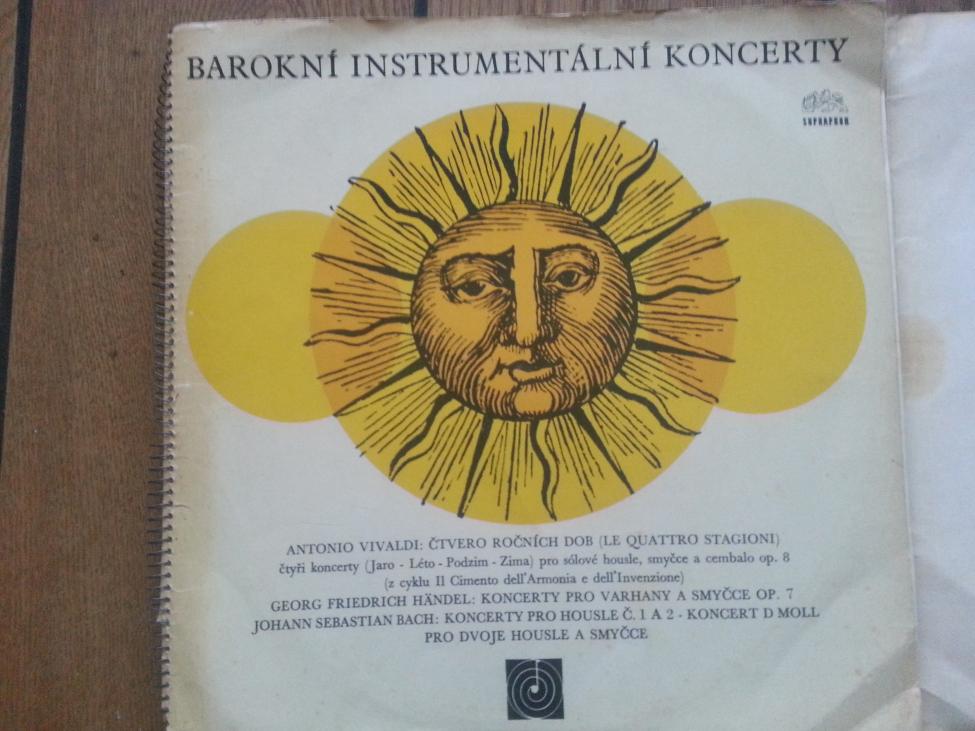 BAROKNÍ INSTRUMENTÁLNÍ KONCERTY
SUPRAPHON
ANTONIO VIVALDI: ČTVERO ROČNÍCH DOB (LE QUATTRO STAGIONI)
čtyři koncerty (Jaro - Léto - Podzim - Zima) pro sólové housle, smyčce a cembalo op. 8
(z cyklu Il Cimento dell'Armonia e dell'Invenzione)
GEORG FRIEDRICH HÄNDEL: KONCERTY PRO VARHANY A SMYČCE OP. 7
JOHANN SEBASTIAN BACH: KONCERTY PRO HOUSLE Č. 1 A 2 - KONCERT D MOLL
PRO DVOJE HOUSLE A SMYČCE